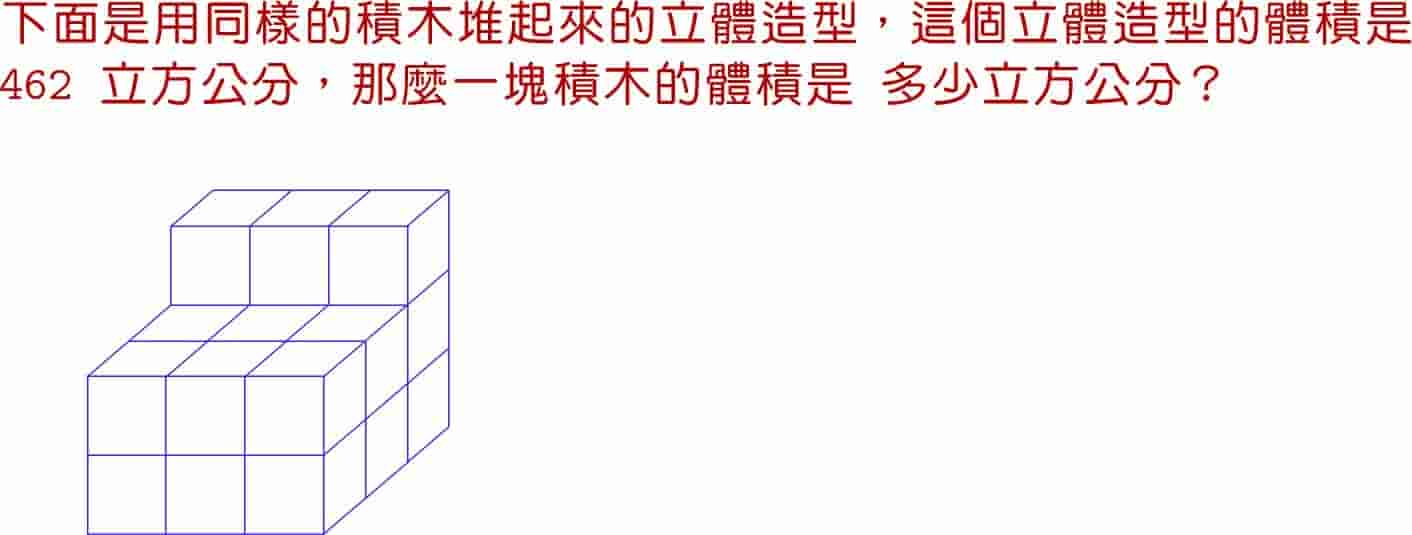 下面是用同樣的積木堆起來的立體造型，這個立體造型的體積是
462 立方公分，那麼一塊積木的體積是 多少立方公分？